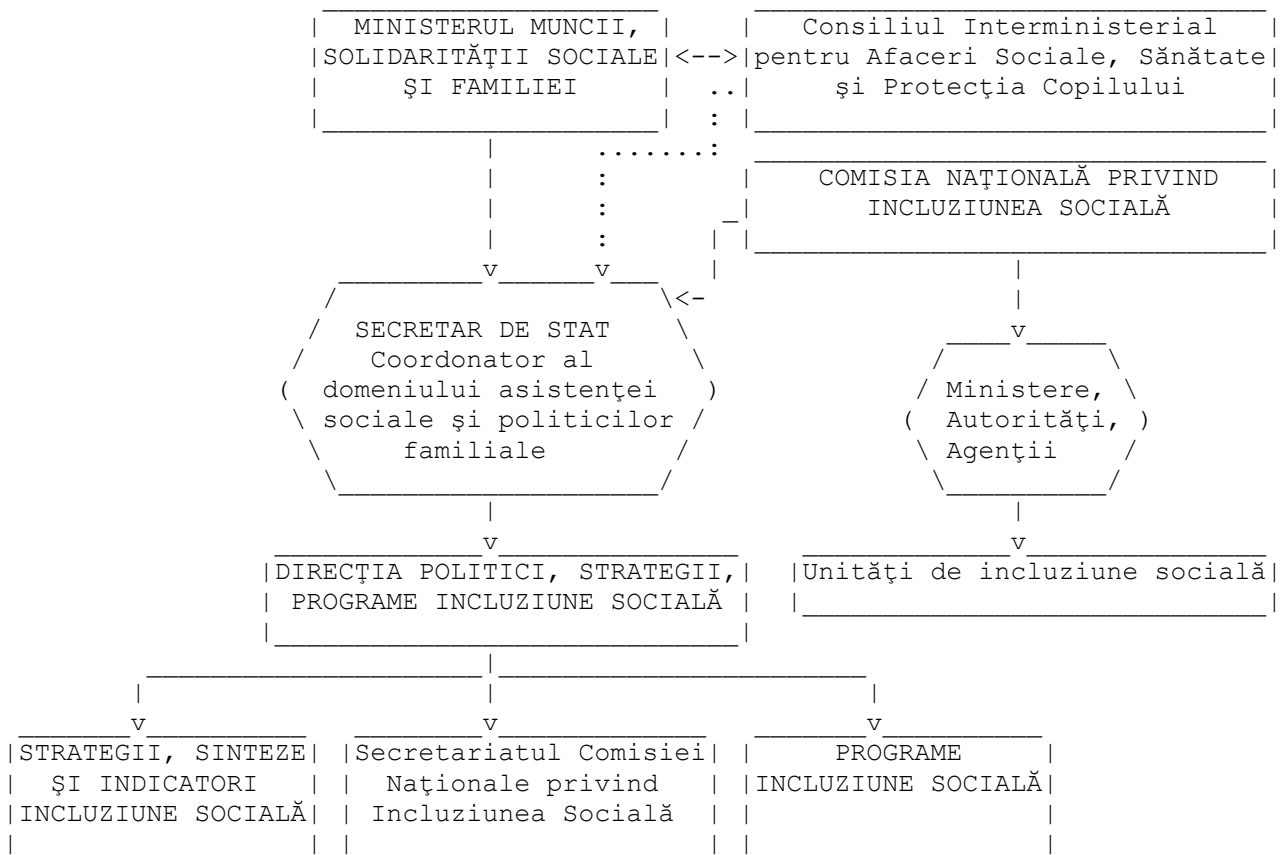 MINISTERUL MUNCII,
SOLIDARITĂŢII SOCIALE
ŞI FAMILIEI
Consiliul Interministerial
pentru Afaceri Sociale, Sănătate
şi Protecţia Copilului
COMISIA NAŢIONALĂ PRIVIND
INCLUZIUNEA SOCIALĂ
SECRETAR DE STAT
Coordonator al
domeniului asistenţei
sociale şi politicilor
familiale
Ministere,
Autorităţi,
Agenţii
DIRECŢIA POLITICI, STRATEGII,
PROGRAME INCLUZIUNE SOCIALĂ
Unităţi de incluziune socială
STRATEGII, SINTEZE
ŞI INDICATORI
INCLUZIUNE SOCIALĂ
Secretariatul Comisiei
Naţionale privind
Incluziunea Socială
PROGRAME
INCLUZIUNE SOCIALĂ